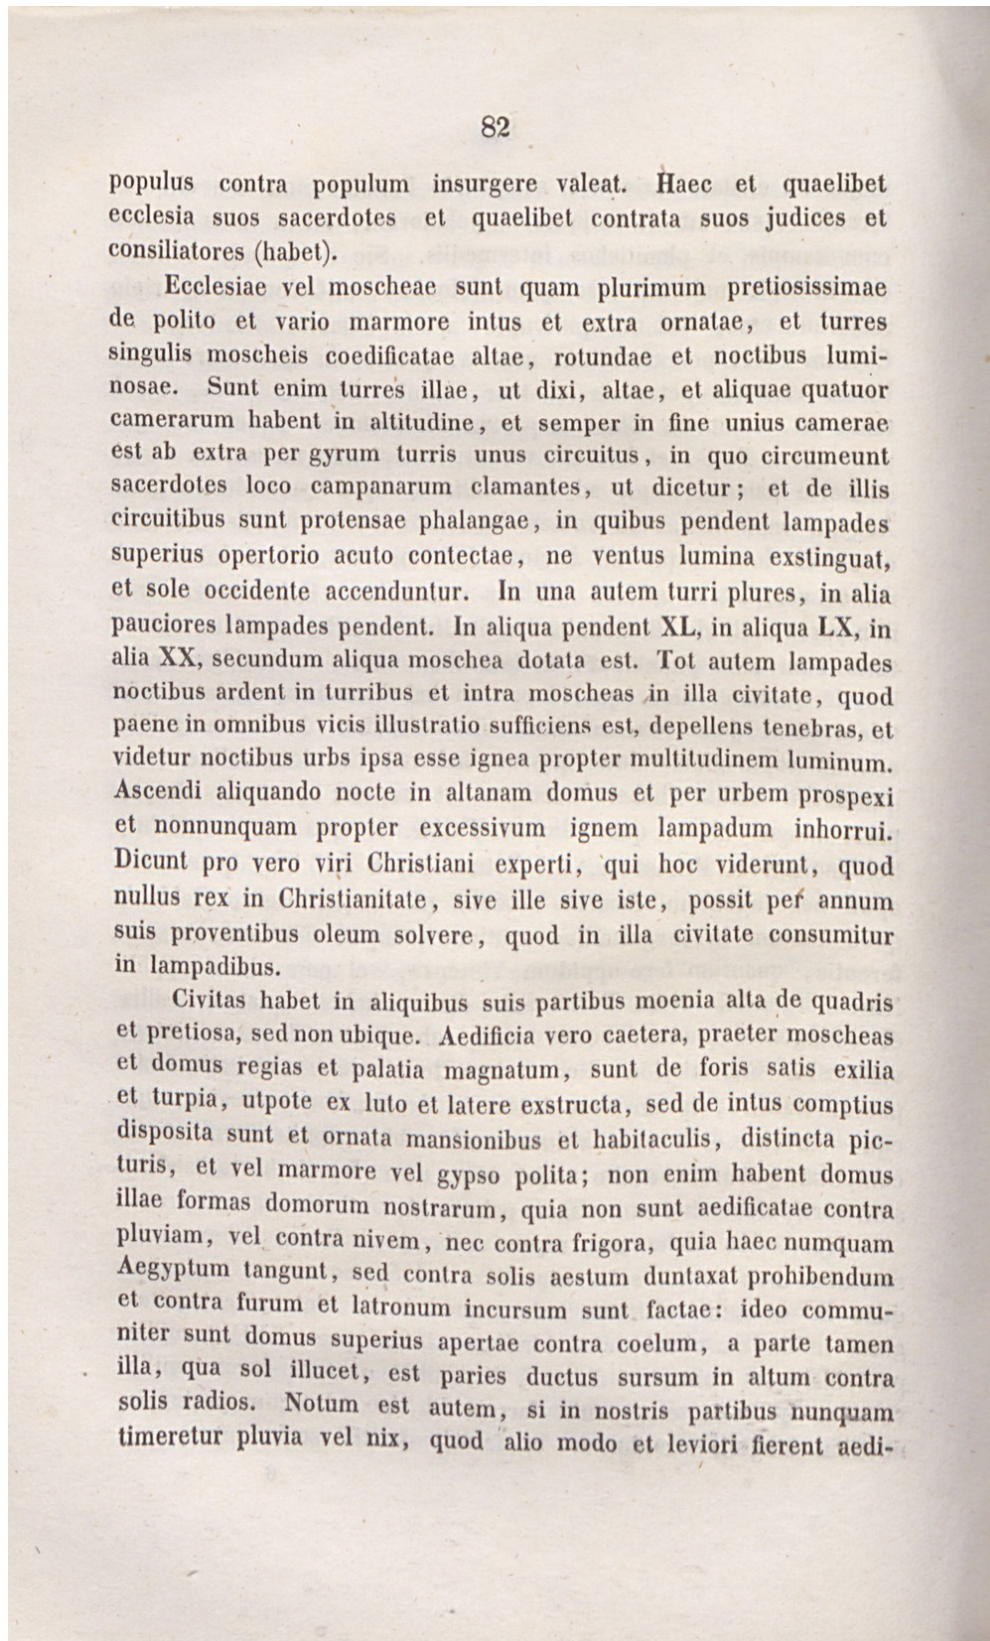 82
populus contra populum insurgere valeat. Haec et quaelibet
ecclesia suos sacerdotes et quaelibet contrata suos judices et
consiliatores (habet).
Ecclesiae vel moscheae sunt quam plurimum pretiosissimae
de polito et vario marmore intus et extra ornatae, et turres
singulis moscheis coedificatae altae, rotundae et noctibus lumi-
nosae. Sunt enim turres illae, ut dixi, altae, et aliquae quatuor
camerarum habent in altitudine, et semper in fine unius camerae
est ab extra per gyrum turris unus circuitus, in quo circumeunt
sacerdotes loco campanarum clamantes, ut dicetur; et de illis
circuitibus sunt protensae phalangae, in quibus pendent lampades
superius opertorio acuto contectae, ne ventus lumina exstinguat,
et sole occidente accenduntur. In una autem turri plures, in alia
pauciores lampades pendent. In aliqua pendent XL, in aliqua LX, in
alia XX, secundum aliqua moschea dotata est. Tot autem lampades
noctibus ardent in turribus et intra moscheas in illa civitate, quod
paene in omnibus vicis illustratio sufficiens est, depellens tenebras, et
videtur noctibus urbs ipsa esse ignea propter multitudinem luminum.
Ascendi aliquando nocte in altanam domus et per urbem prospexi
et nonnunquam propter excessivum ignem lampadum inhorrui.
Dicunt pro vero viri Christiani experti, qui hoc viderunt, quod
nullus rex in Christianitate, sive ille sive iste, possit per annum
suis proventibus oleum solvere, quod in illa civitate consumitur
in lampadibus.
Civitas habet in aliquibus suis partibus moenia alta de quadris
et pretiosa, sed non ubique. Aedificia vero caetera, praeter moscheas
et domus regias et palatia magnatum, sunt de foris satis exilia
et turpia, utpote ex luto et latere exstructa, sed de intus comptius
disposita sunt et ornata mansionibus et habitaculis, distincta pic-
turis, et vel marmore vel gypso polita; non enim habent domus
illae formas domorum nostrarum, quia non sunt aedificatae contra
pluviam, vel contra nivem, nec contra frigora, quia haec numquam
Aegyptum tangunt, sed contra solis aestum duntaxat prohibendum
et contra furum et latronum incursum sunt factae: ideo commu-
niter sunt domus superius apertae contra coelum, a parte tamen
illa, qua sol illucet, est paries ductus sursum in altum contra
solis radios. Notum est autem, si in nostris partibus nunquam
timeretur pluvia vel nix, quod alio modo et leviori fierent aedi-